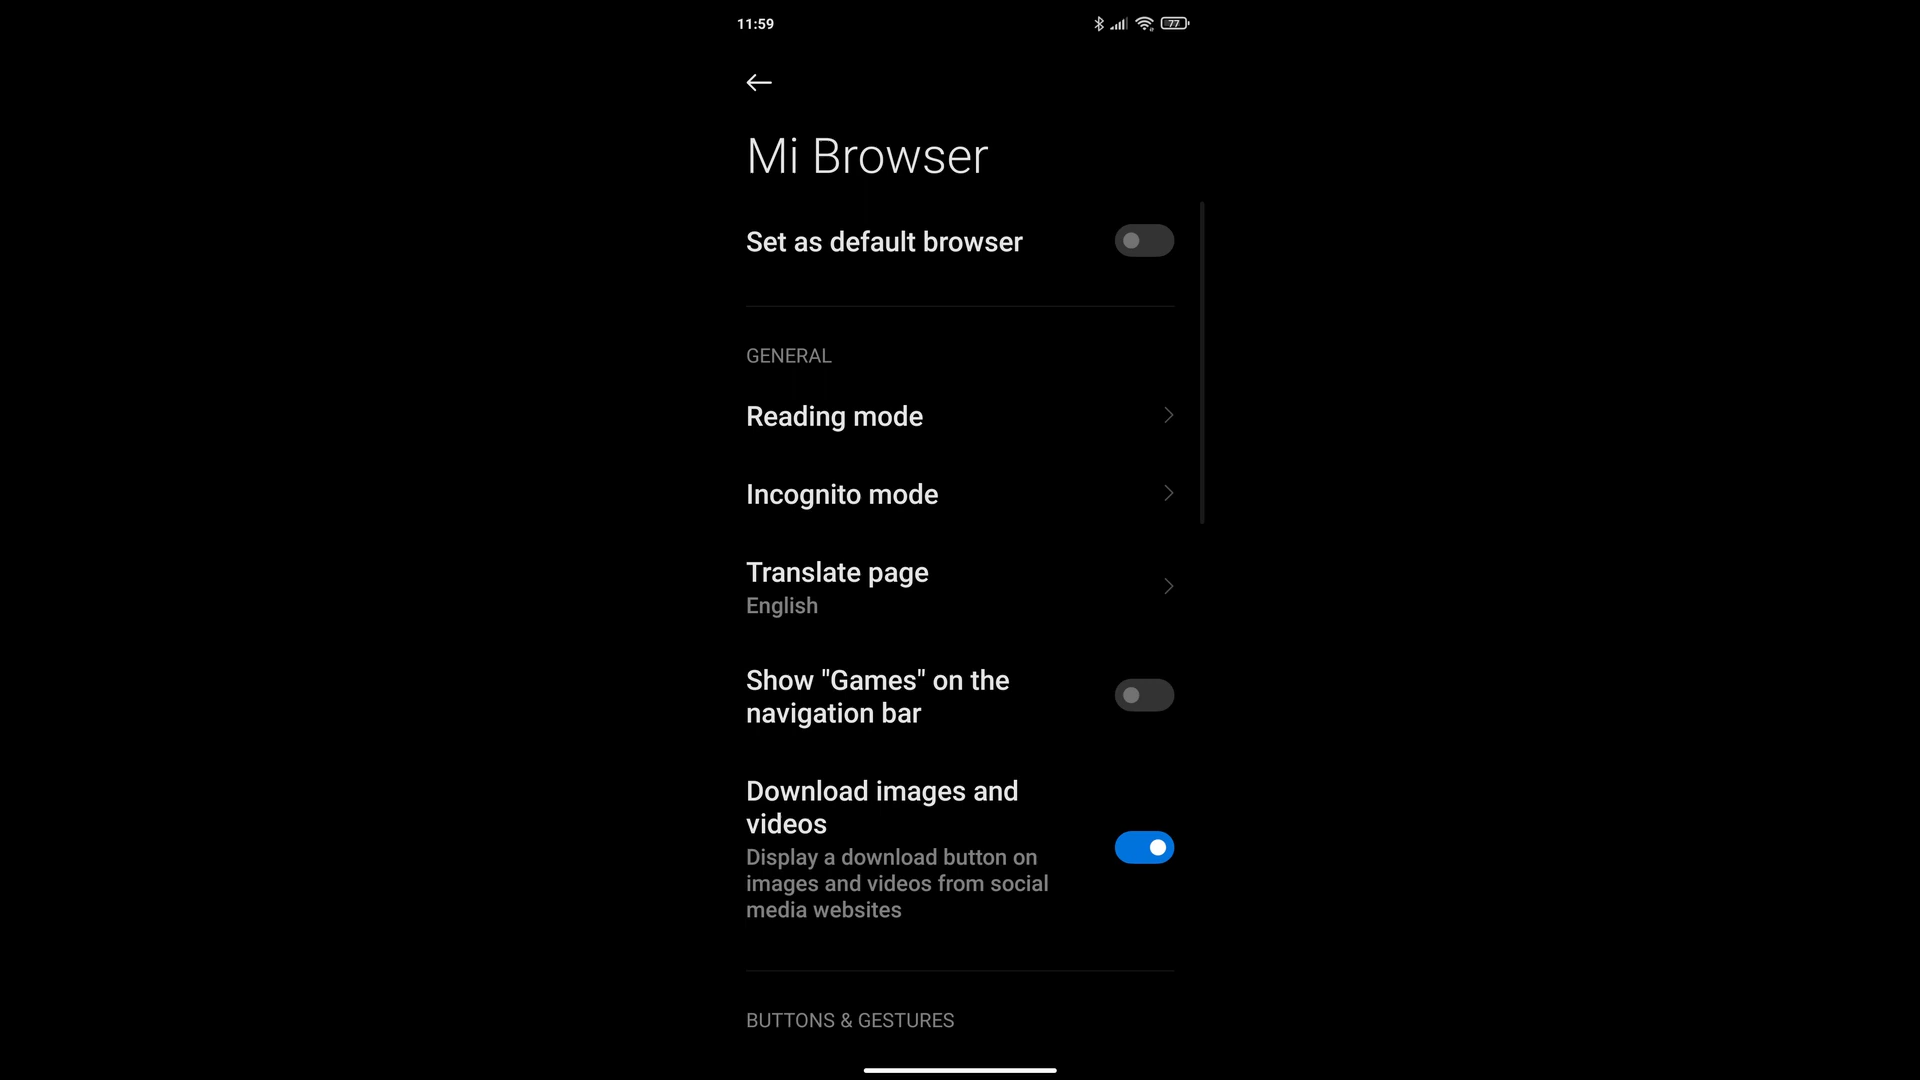 11:59
77
Mi Browser
Set as default browser
GENERAL
Reading mode
Incognito mode
Translate page
English
Show "Games" on the
navigation bar
Download images and
videos
Display a download button on
images and videos from social
media websites
BUTTONS & GESTURES